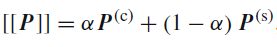 [[P]] = α P⁽ᶜ⁾ + (1 − α) P⁽ˢ⁾